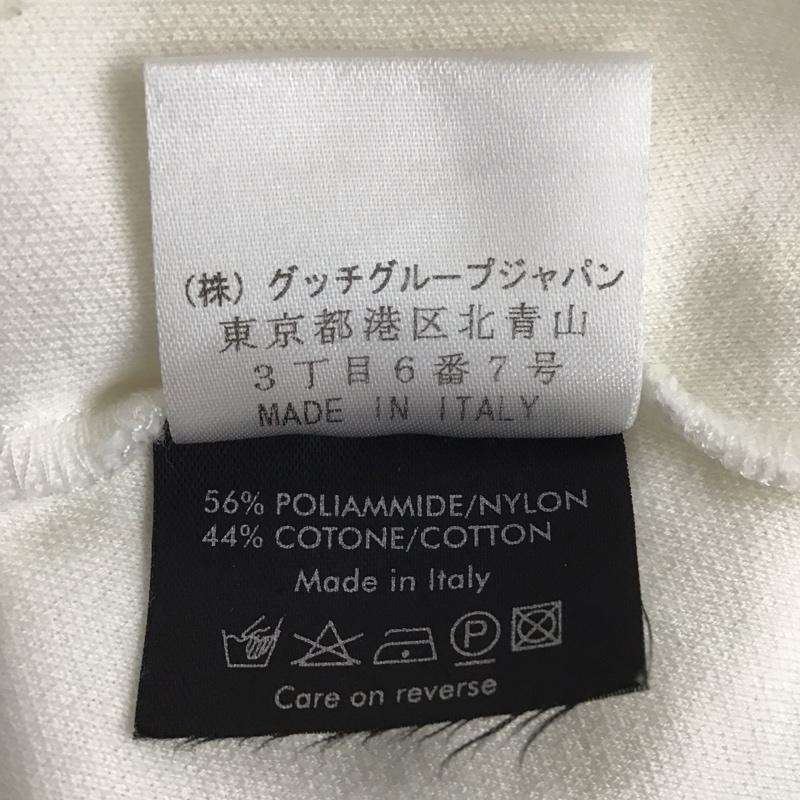 (株) グッチグループジャパン
東京都港区北青山
3丁目6番7号
MADE IN ITALY
56% POLIAMMIDE/NYLON
44% COTONE/COTTON
Made in Italy
P
Care on reverse